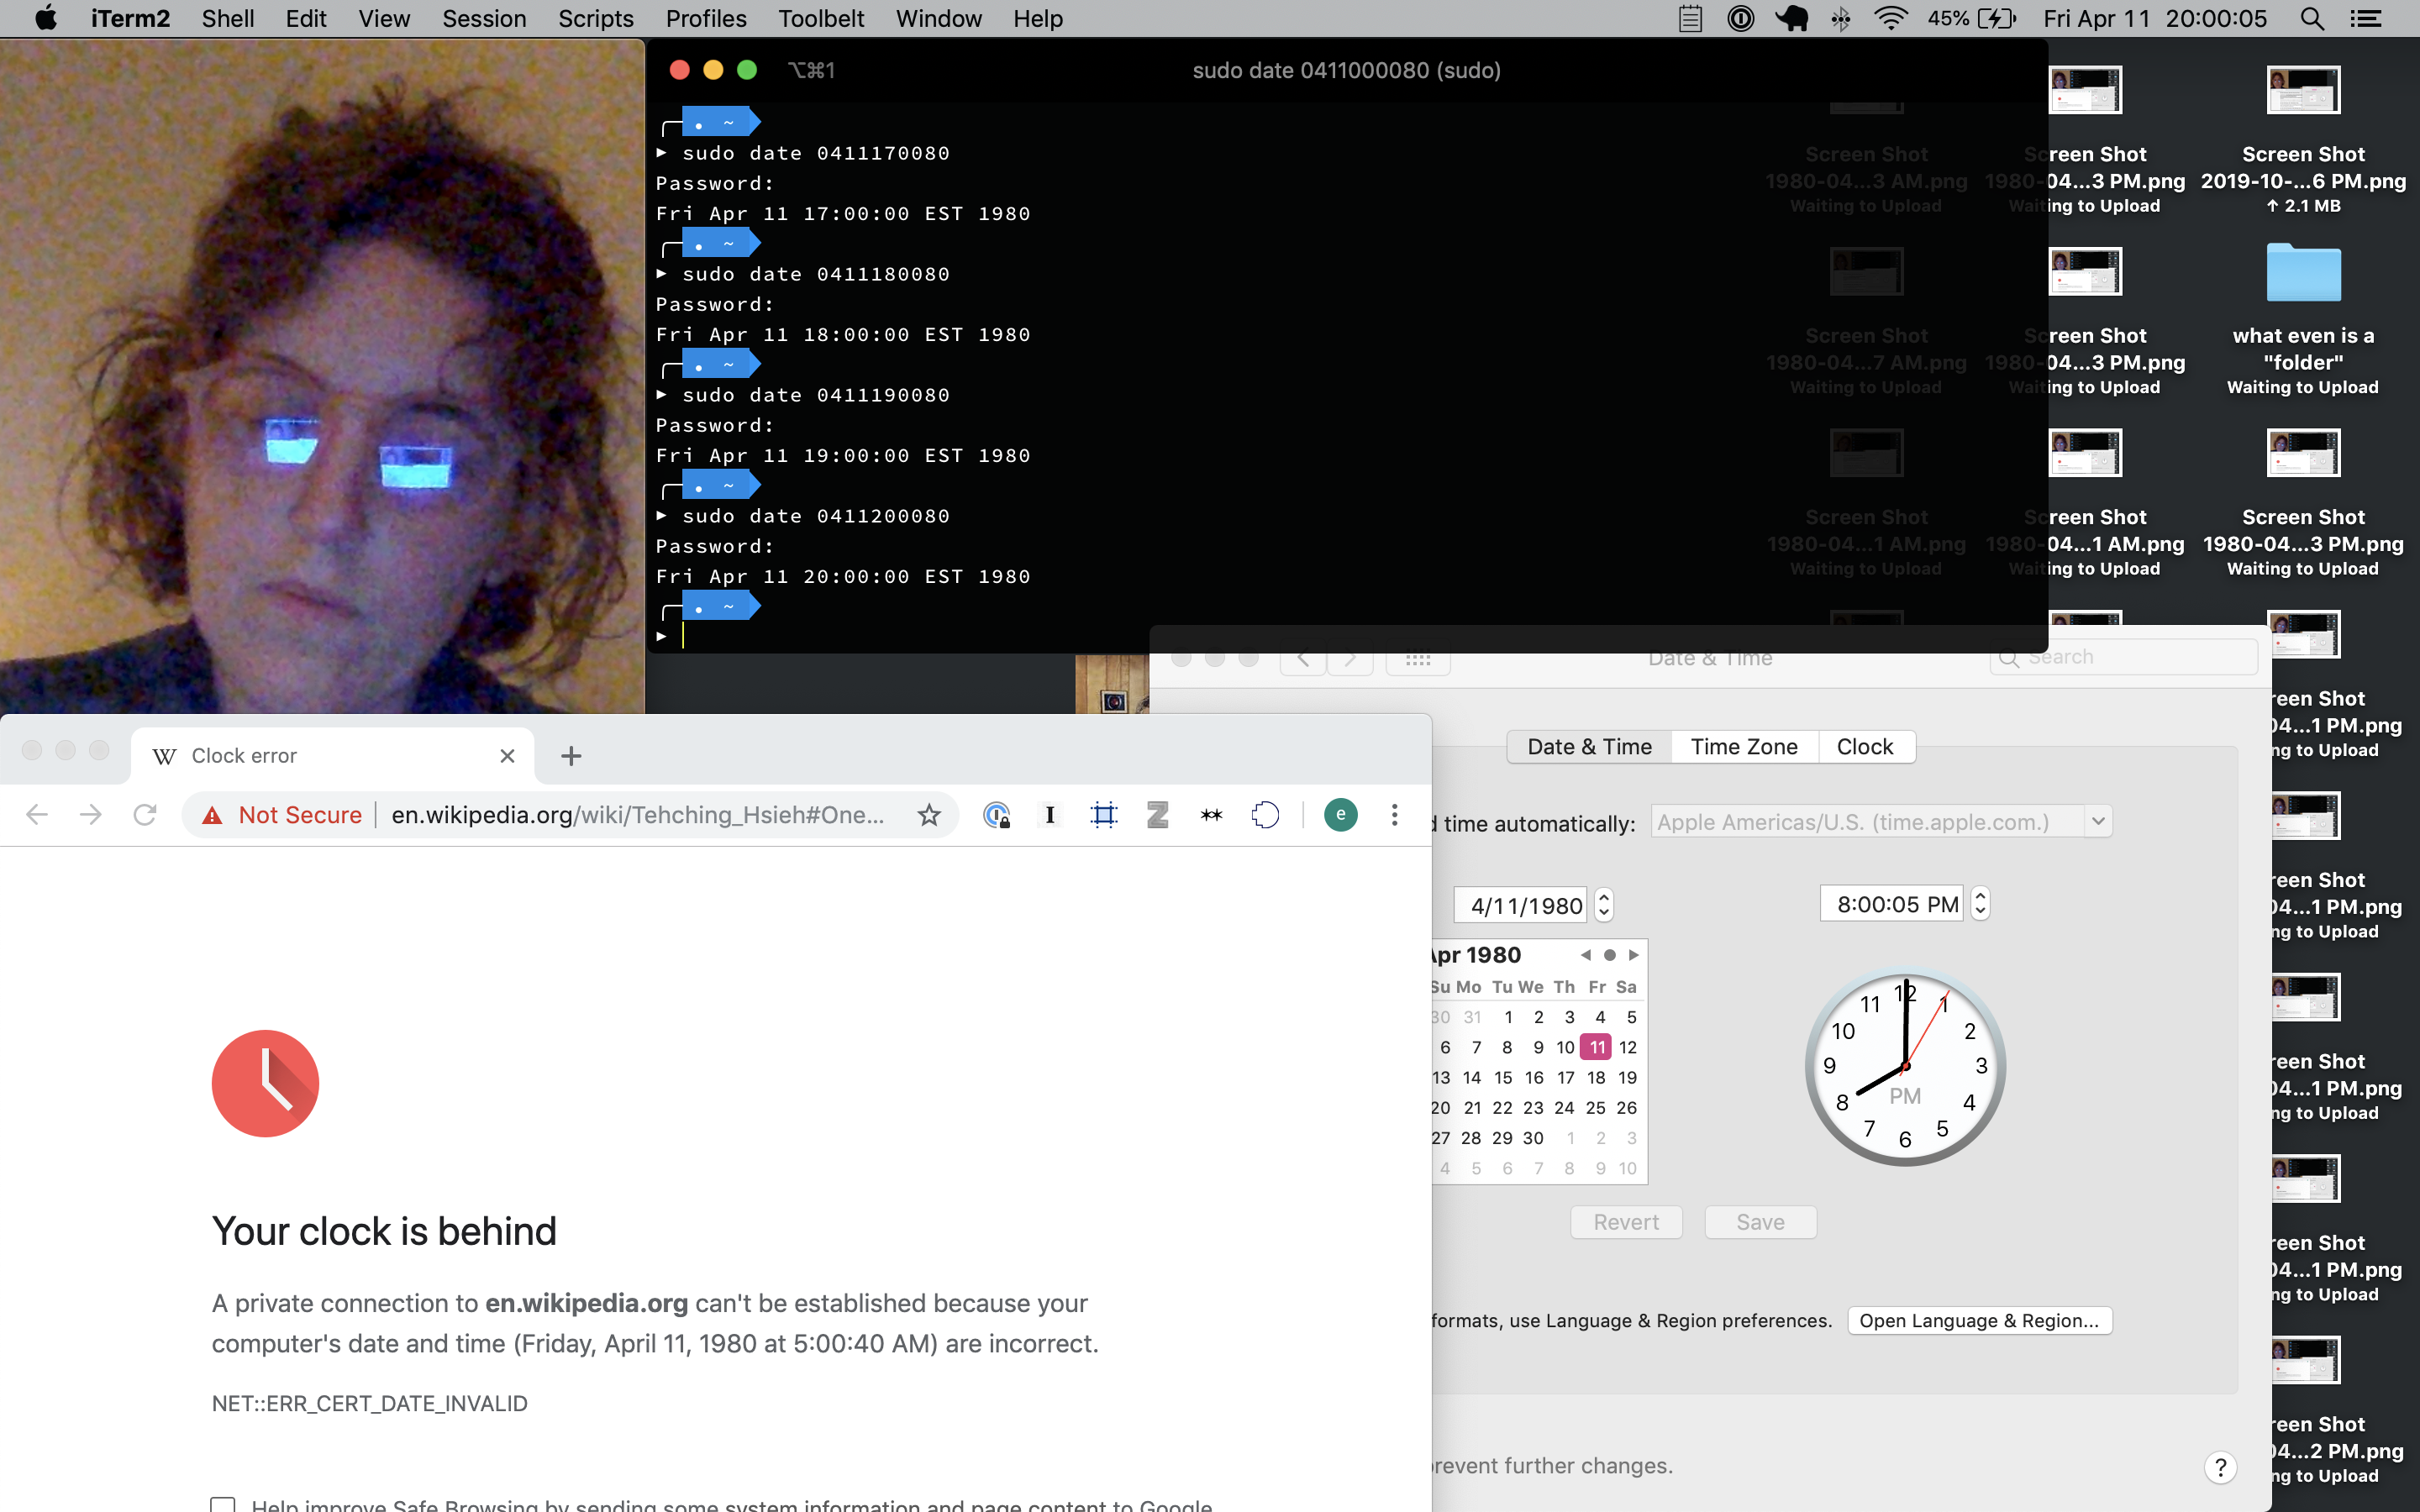 iTerm2 Shell Edit View Session Scripts Profiles Toolbelt Window Help 45% Fri Apr 11 20:00:05
⌥⌘1 sudo date 0411000080 (sudo)
. ~
▶ sudo date 0411170080
Password:
Fri Apr 11 17:00:00 EST 1980
. ~
▶ sudo date 0411180080
Password:
Fri Apr 11 18:00:00 EST 1980
. ~
▶ sudo date 0411190080
Password:
Fri Apr 11 19:00:00 EST 1980
. ~
▶ sudo date 0411200080
Password:
Fri Apr 11 20:00:00 EST 1980
. ~
▶
Screen Shot
1980-04...3 AM.png
Waiting to Upload
Screen Shot
1980-04...3 PM.png
Waiting to Upload
Screen Shot
2019-10-...6 PM.png
↑ 2.1 MB
Screen Shot
1980-04...7 AM.png
Waiting to Upload
Screen Shot
1980-04...3 PM.png
Waiting to Upload
what even is a
"folder"
Waiting to Upload
Screen Shot
1980-04...1 AM.png
Waiting to Upload
Screen Shot
1980-04...1 AM.png
Waiting to Upload
Screen Shot
1980-04...3 PM.png
Waiting to Upload
reen Shot
04...1 PM.png
ng to Upload
reen Shot
04...1 PM.png
ng to Upload
reen Shot
04...1 PM.png
ng to Upload
reen Shot
04...1 PM.png
ng to Upload
reen Shot
04...2 PM.png
ng to Upload
Date & Time Search
Date & Time Time Zone Clock
d time automatically: Apple Americas/U.S. (time.apple.com.)
4/11/1980 8:00:05 PM
Apr 1980
Su Mo Tu We Th Fr Sa
30 31 1 2 3 4 5
6 7 8 9 10 11 12
13 14 15 16 17 18 19
20 21 22 23 24 25 26
27 28 29 30 1 2 3
4 5 6 7 8 9 10
12 1 2 3 4 5 6 7 8 9 10 11
PM
Revert Save
formats, use Language & Region preferences. Open Language & Region...
revent further changes. ?
W Clock error
Not Secure en.wikipedia.org/wiki/Tehching_Hsieh#One... I Z ** e
Your clock is behind
A private connection to en.wikipedia.org can't be established because your
computer's date and time (Friday, April 11, 1980 at 5:00:40 AM) are incorrect.
NET::ERR_CERT_DATE_INVALID
Help improve Safe Browsing by sending some system information and page content to Google.